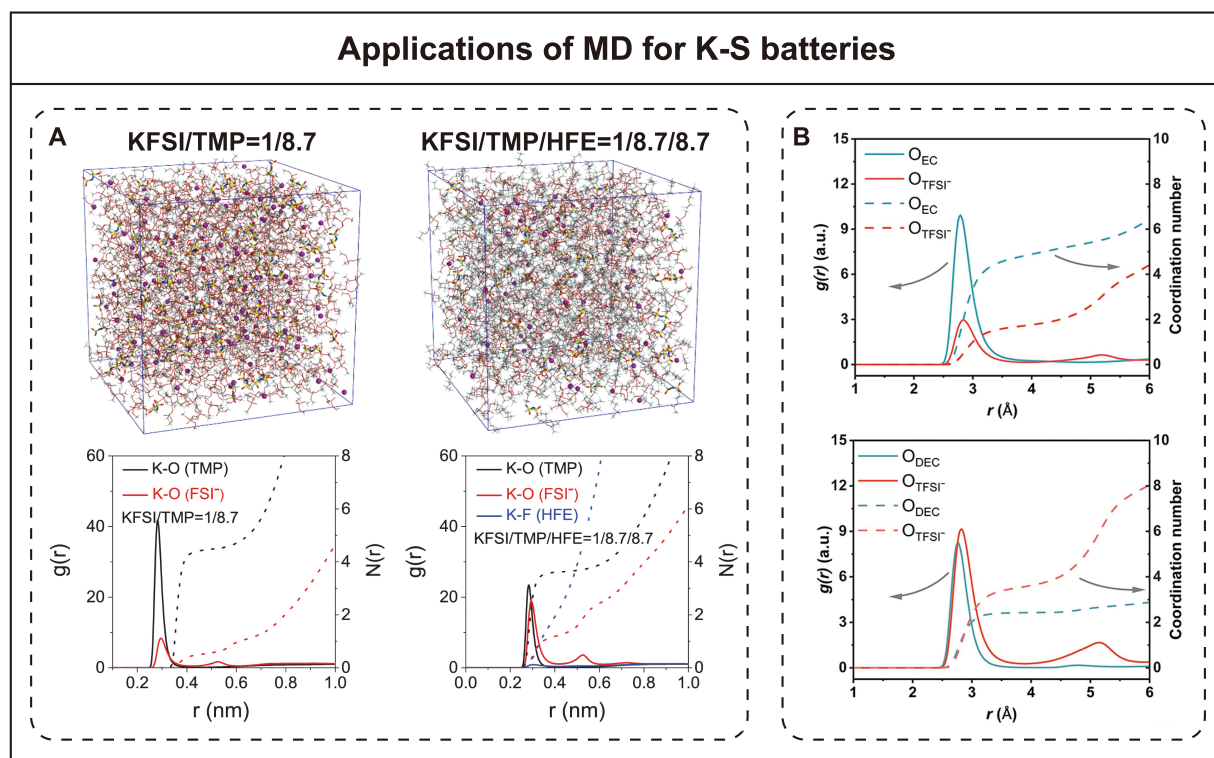 Applications of MD for K-S batteries
A
KFSI/TMP=1/8.7
KFSI/TMP/HFE=1/8.7/8.7
60
40
20
0
g(r)
K-O (TMP)
K-O (FSI⁻)
KFSI/TMP=1/8.7
8
6
4
2
0
N(r)
0.2 0.4 0.6 0.8 1.0
r (nm)
60
40
20
0
g(r)
K-O (TMP)
K-O (FSI⁻)
K-F (HFE)
KFSI/TMP/HFE=1/8.7/8.7
8
6
4
2
0
N(r)
0.0 0.2 0.4 0.6 0.8 1.0
r (nm)
B
15
12
9
6
3
0
g(r) (a.u.)
O_EC
O_TFSI⁻
O_EC
O_TFSI⁻
10
8
6
4
2
0
Coordination number
1 2 3 4 5 6
r (Å)
15
12
9
6
3
0
g(r) (a.u.)
O_DEC
O_TFSI⁻
O_DEC
O_TFSI⁻
10
8
6
4
2
0
Coordination number
1 2 3 4 5 6
r (Å)